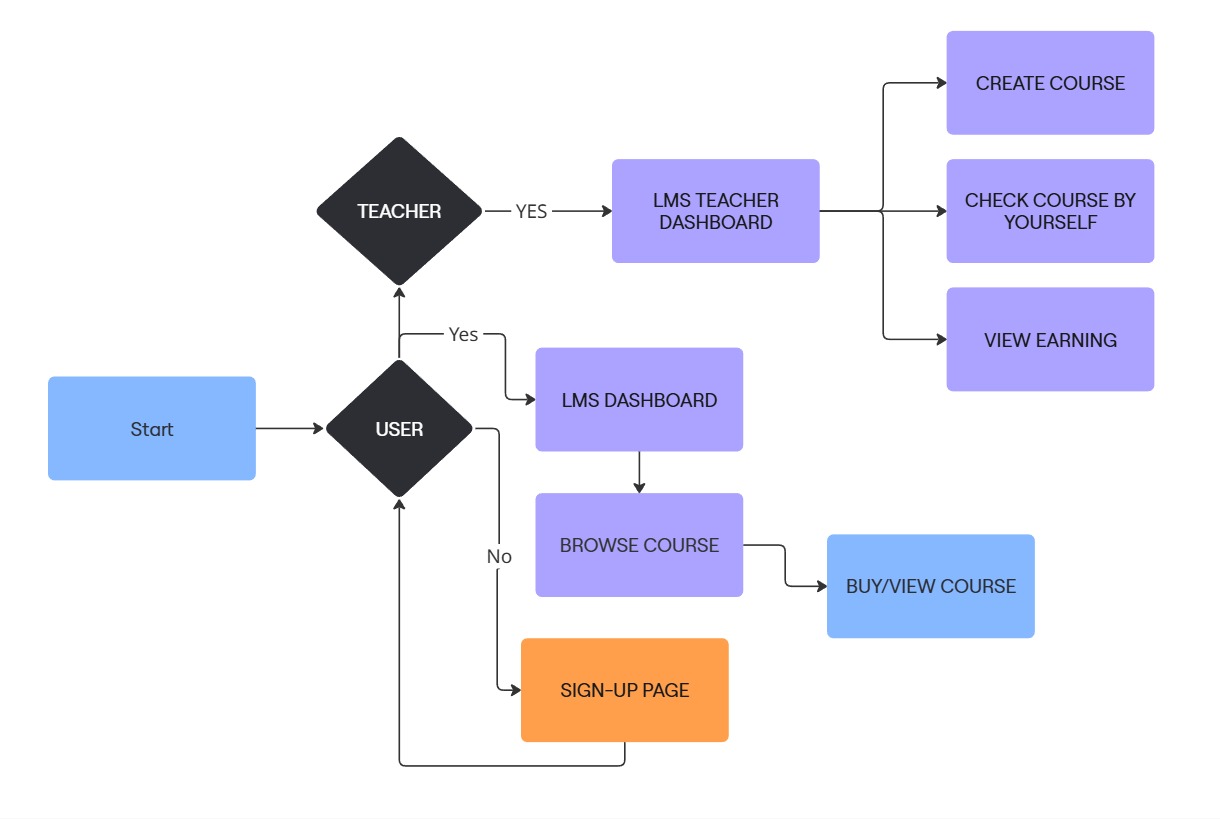 CREATE COURSE
TEACHER
YES
LMS TEACHER
DASHBOARD
CHECK COURSE BY
YOURSELF
Yes
VIEW EARNING
Start
USER
LMS DASHBOARD
No
BROWSE COURSE
BUY/VIEW COURSE
SIGN-UP PAGE